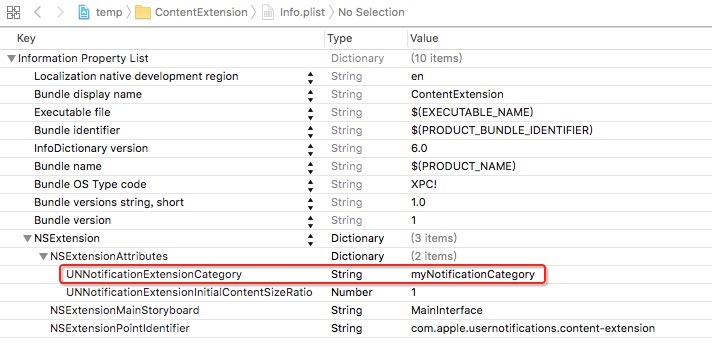 temp ContentExtension Info.plist No Selection
Key Type Value
Information Property List Dictionary (10 items)
Localization native development region String en
Bundle display name String ContentExtension
Executable file String $(EXECUTABLE_NAME)
Bundle identifier String $(PRODUCT_BUNDLE_IDENTIFIER)
InfoDictionary version String 6.0
Bundle name String $(PRODUCT_NAME)
Bundle OS Type code String XPC!
Bundle versions string, short String 1.0
Bundle version String 1
NSExtension Dictionary (3 items)
NSExtensionAttributes Dictionary (2 items)
UNNotificationExtensionCategory String myNotificationCategory
UNNotificationExtensionInitialContentSizeRatio Number 1
NSExtensionMainStoryboard String MainInterface
NSExtensionPointIdentifier String com.apple.usernotifications.content-extension